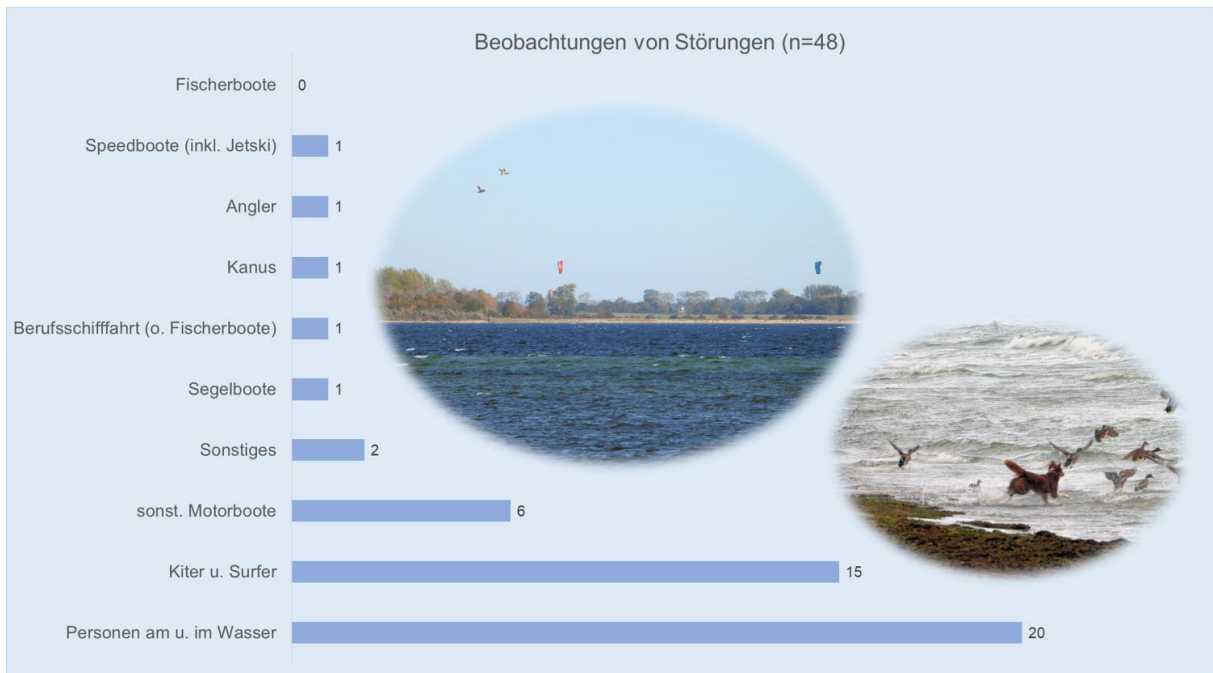 Beobachtungen von Störungen (n=48)
Fischerboote 0
Speedboote (inkl. Jetski) 1
Angler 1
Kanus 1
Berufsschifffahrt (o. Fischerboote) 1
Segelboote 1
Sonstiges 2
sonst. Motorboote 6
Kiter u. Surfer 15
Personen am u. im Wasser 20